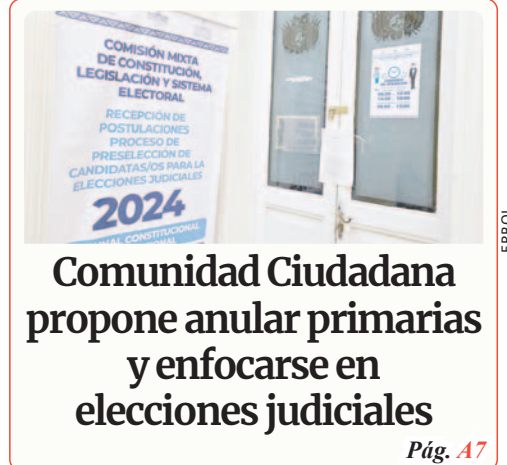 COMISIÓN MIXTA
DE CONSTITUCIÓN,
LEGISLACIÓN Y SISTEMA
ELECTORAL
RECEPCIÓN DE
POSTULACIONES
PROCESO DE
PRESELECCIÓN DE
CANDIDATAS/OS PARA LA
ELECCIONES JUDICIALES
2024
CONSTITUCIONAL
Comunidad Ciudadana
propone anular primarias
y enfocarse en
elecciones judiciales
Pág. A7